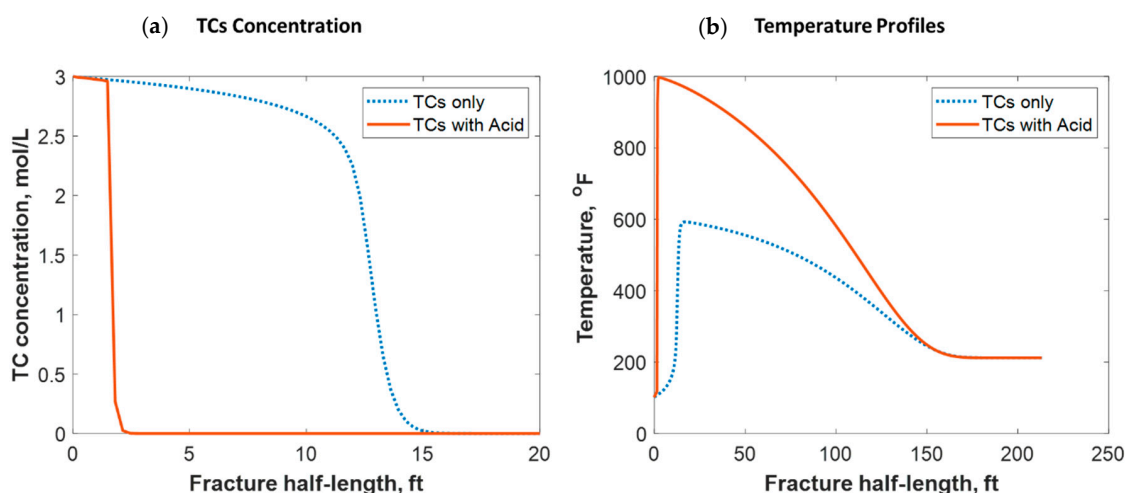 (a) TCs Concentration
3
2.5
2
1.5
1
0.5
0
TC concentration, mol/L
TCs only
TCs with Acid
0 5 10 15 20
Fracture half-length, ft
(b) Temperature Profiles
1000
800
600
400
200
0
Temperature, °F
TCs only
TCs with Acid
0 50 100 150 200 250
Fracture half-length, ft